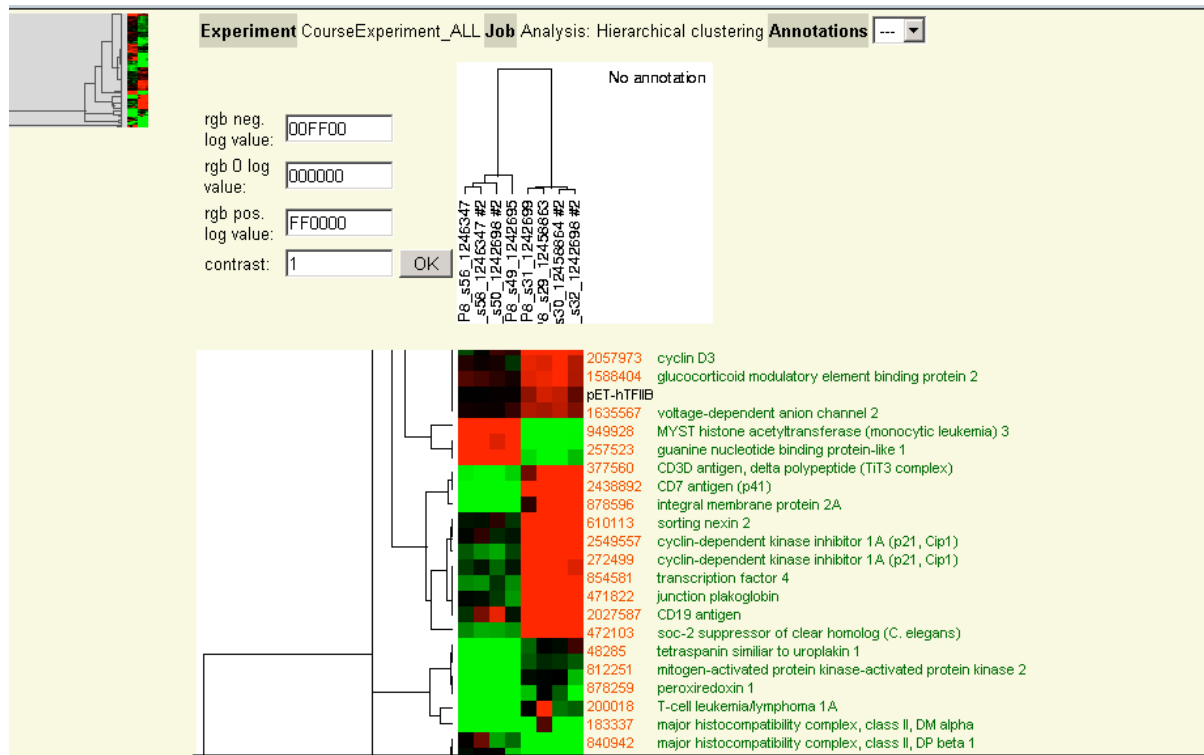 Experiment CourseExperiment_ALL Job Analysis: Hierarchical clustering Annotations ---
No annotation
rgb neg.
log value: 00FF00
rgb 0 log
value: 000000
rgb pos.
log value: FF0000
contrast: 1 OK
P8_s56_1246347
_s58_1246347 #2
_s50_1242698 #2
P8_s49_1242695
P8_s31_1242699
8_s29_12458863
s30_12458864 #2
_s32_1242698 #2
2057973 cyclin D3
1588404 glucocorticoid modulatory element binding protein 2
pET-hTFIIB
1635567 voltage-dependent anion channel 2
949928 MYST histone acetyltransferase (monocytic leukemia) 3
257523 guanine nucleotide binding protein-like 1
377560 CD3D antigen, delta polypeptide (TiT3 complex)
2438892 CD7 antigen (p41)
878596 integral membrane protein 2A
610113 sorting nexin 2
2549557 cyclin-dependent kinase inhibitor 1A (p21, Cip1)
272499 cyclin-dependent kinase inhibitor 1A (p21, Cip1)
854581 transcription factor 4
471822 junction plakoglobin
2027587 CD19 antigen
472103 soc-2 suppressor of clear homolog (C. elegans)
48285 tetraspanin similiar to uroplakin 1
812251 mitogen-activated protein kinase-activated protein kinase 2
878259 peroxiredoxin 1
200018 T-cell leukemia/lymphoma 1A
183337 major histocompatibility complex, class II, DM alpha
840942 major histocompatibility complex, class II, DP beta 1